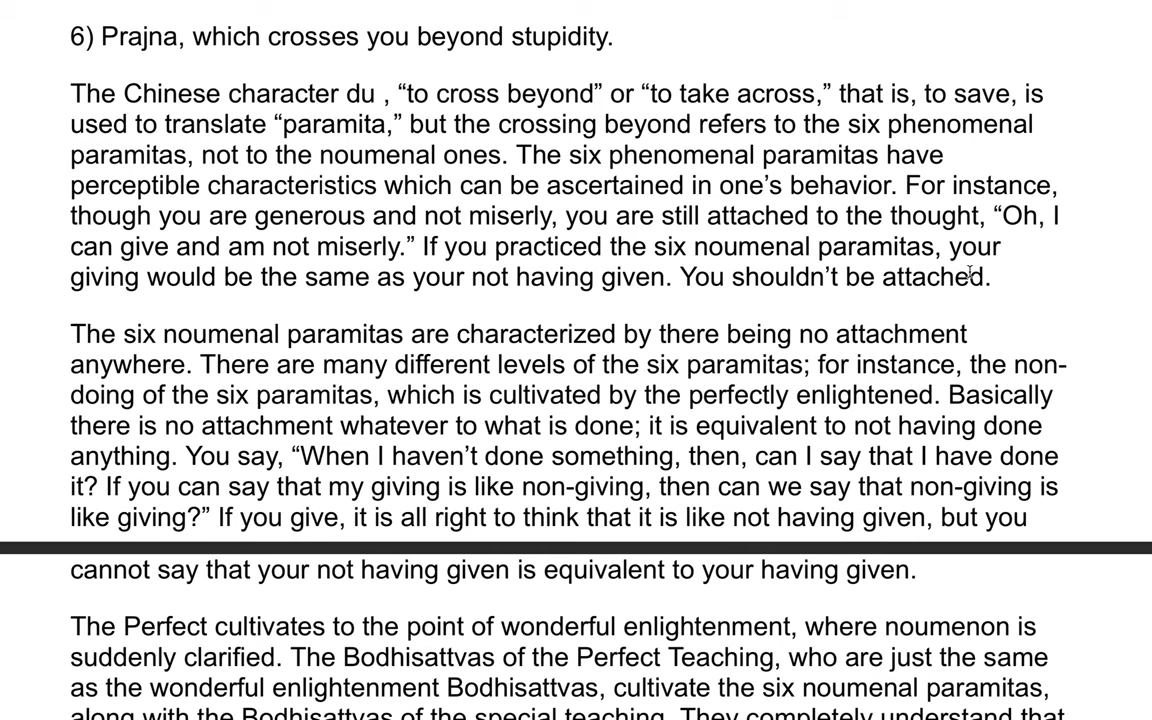 6) Prajna, which crosses you beyond stupidity.
The Chinese character du , “to cross beyond” or “to take across,” that is, to save, is
used to translate “paramita,” but the crossing beyond refers to the six phenomenal
paramitas, not to the noumenal ones. The six phenomenal paramitas have
perceptible characteristics which can be ascertained in one’s behavior. For instance,
though you are generous and not miserly, you are still attached to the thought, “Oh, I
can give and am not miserly.” If you practiced the six noumenal paramitas, your
giving would be the same as your not having given. You shouldn’t be attached.
The six noumenal paramitas are characterized by there being no attachment
anywhere. There are many different levels of the six paramitas; for instance, the non-
doing of the six paramitas, which is cultivated by the perfectly enlightened. Basically
there is no attachment whatever to what is done; it is equivalent to not having done
anything. You say, “When I haven’t done something, then, can I say that I have done
it? If you can say that my giving is like non-giving, then can we say that non-giving is
like giving?” If you give, it is all right to think that it is like not having given, but you
cannot say that your not having given is equivalent to your having given.
The Perfect cultivates to the point of wonderful enlightenment, where noumenon is
suddenly clarified. The Bodhisattvas of the Perfect Teaching, who are just the same
as the wonderful enlightenment Bodhisattvas, cultivate the six noumenal paramitas,
along with the Bodhisattvas of the special teaching. They completely understand that